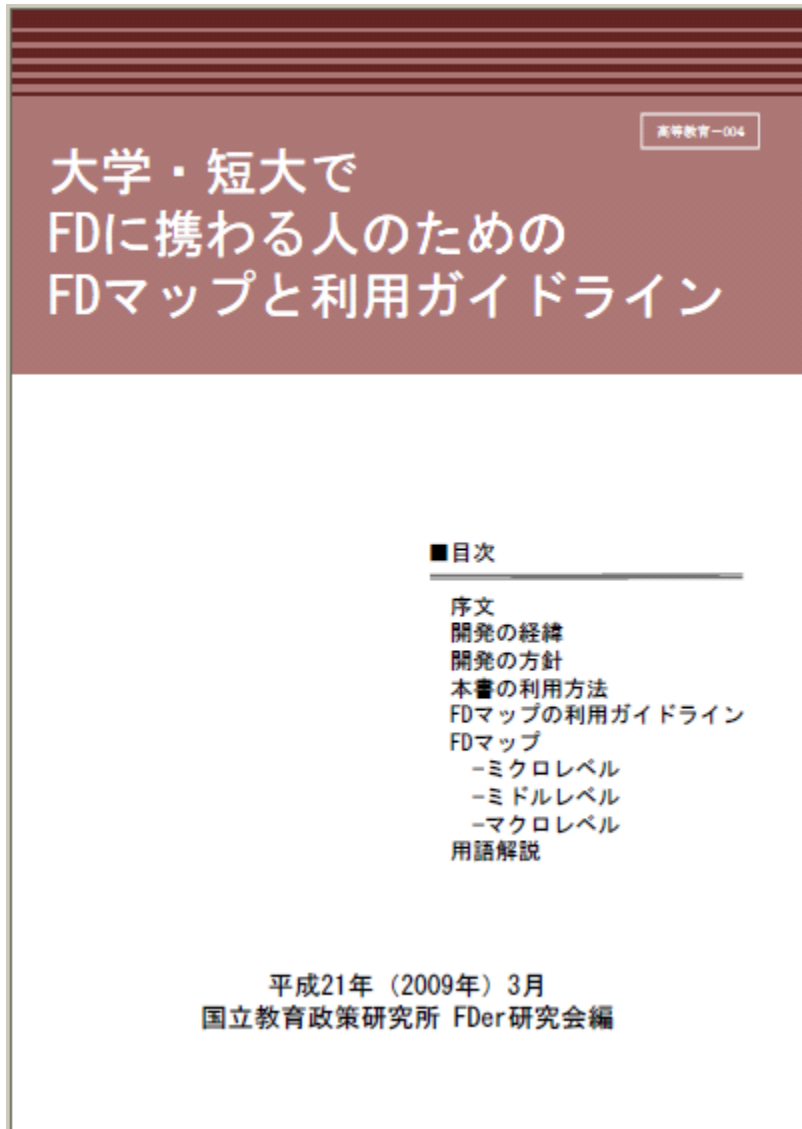 高等教育－004
大学・短大で
FDに携わる人のための
FDマップと利用ガイドライン
■目次
序文
開発の経緯
開発の方針
本書の利用方法
FDマップの利用ガイドライン
FDマップ
−ミクロレベル
−ミドルレベル
−マクロレベル
用語解説
平成21年（2009年）3月
国立教育政策研究所 FDer研究会編